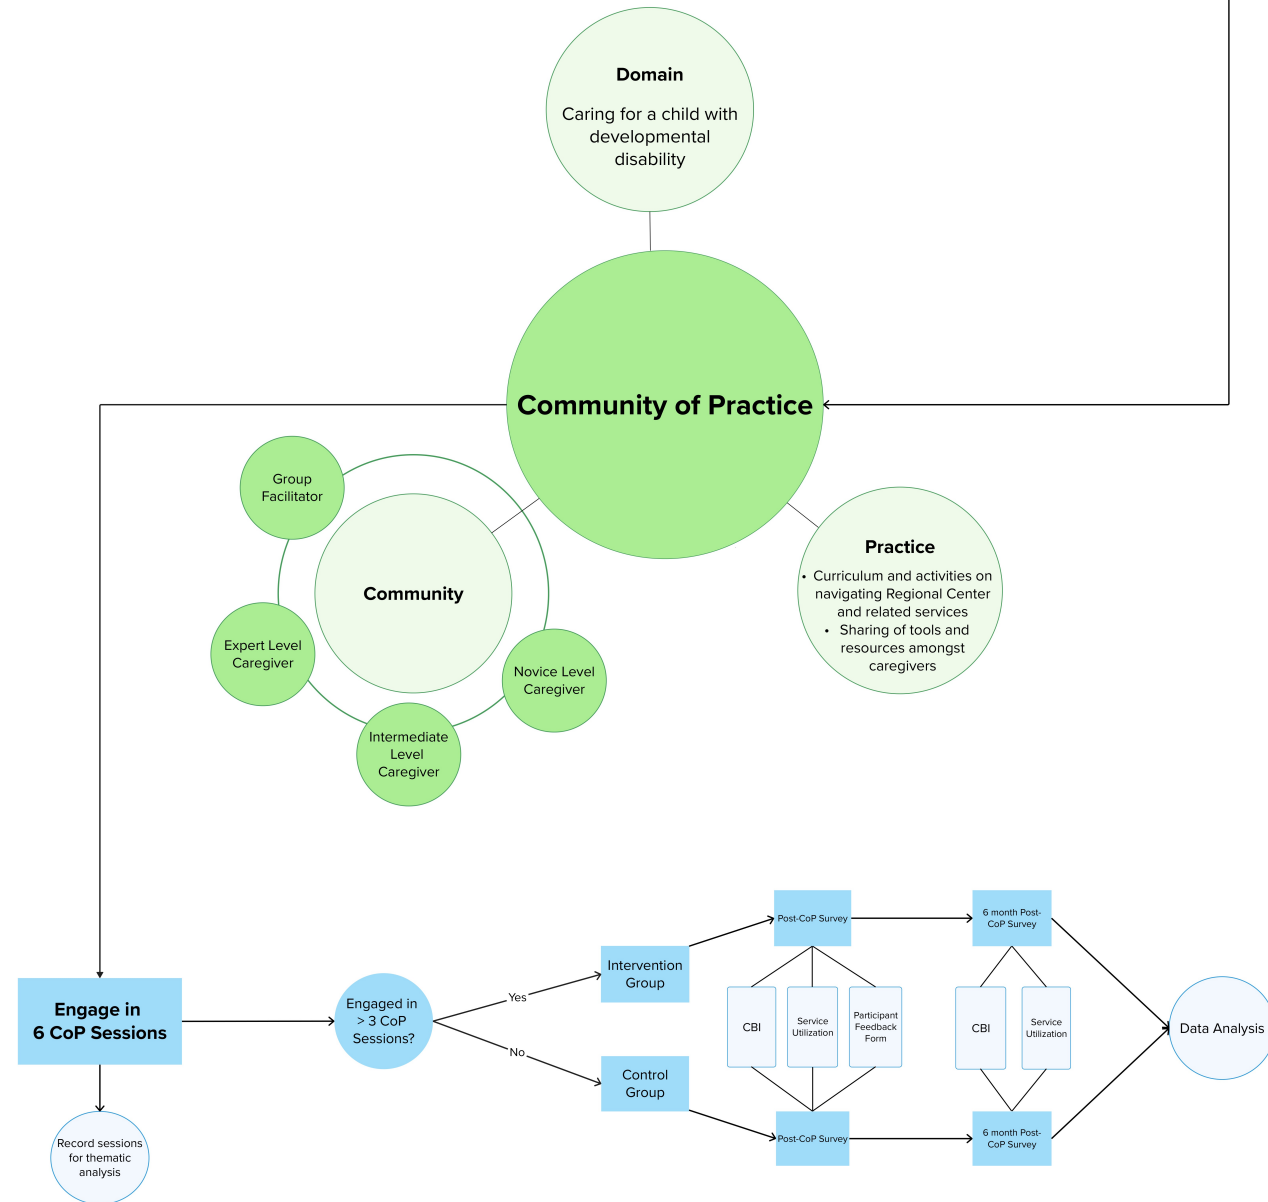 Domain
Caring for a child with
developmental
disability
Community of Practice
Group
Facilitator
Community
Expert Level
Caregiver
Novice Level
Caregiver
Intermediate
Level
Caregiver
Practice
• Curriculum and activities on
navigating Regional Center
and related services
• Sharing of tools and
resources amongst
caregivers
Engage in
6 CoP Sessions
Record sessions
for thematic
analysis
Engaged in
> 3 CoP
Sessions?
Yes
No
Intervention
Group
Control
Group
Post-CoP Survey
6 month Post-
CoP Survey
CBI
Service
Utilization
Participant
Feedback
Form
CBI
Service
Utilization
Post-CoP Survey
6 month Post-
CoP Survey
Data Analysis